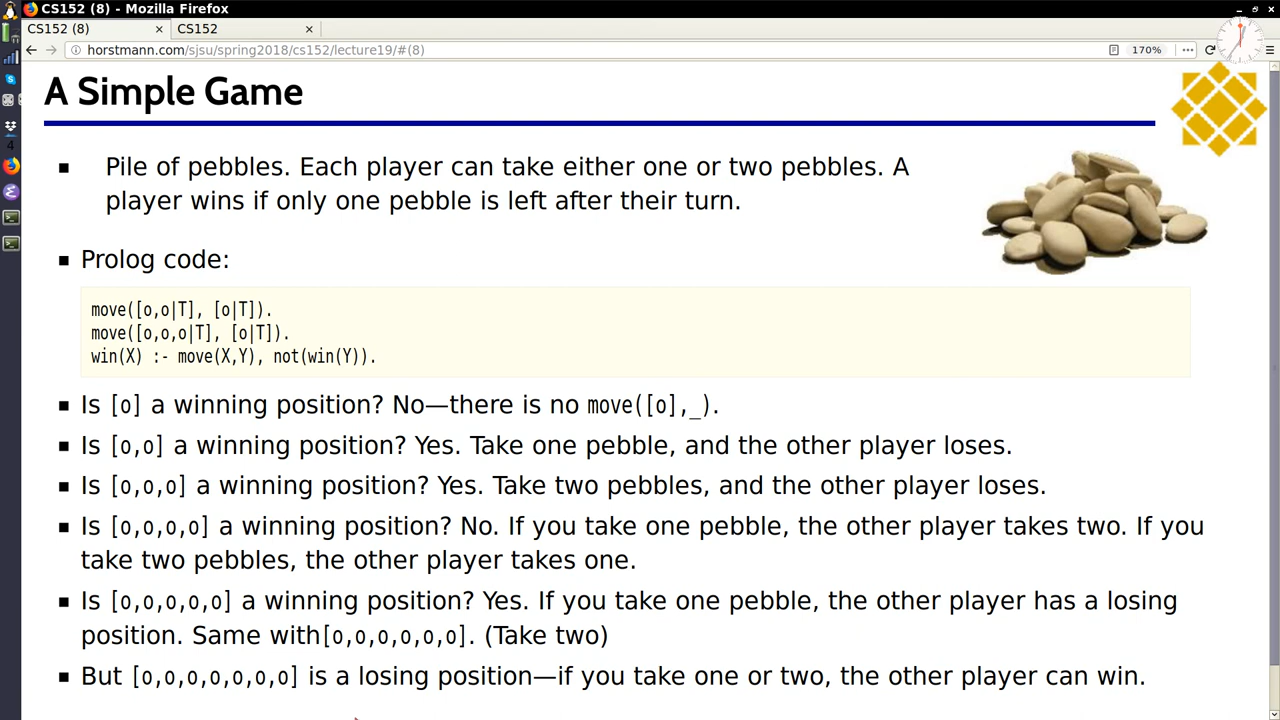 CS152 (8) - Mozilla Firefox
CS152 (8)
CS152
horstmann.com/sjsu/spring2018/cs152/lecture19/#(8)
170%
A Simple Game
Pile of pebbles. Each player can take either one or two pebbles. A
player wins if only one pebble is left after their turn.
Prolog code:
move([o,o|T], [o|T]).
move([o,o,o|T], [o|T]).
win(X) :- move(X,Y), not(win(Y)).
Is [o] a winning position? No—there is no move([o],_).
Is [o,o] a winning position? Yes. Take one pebble, and the other player loses.
Is [o,o,o] a winning position? Yes. Take two pebbles, and the other player loses.
Is [o,o,o,o] a winning position? No. If you take one pebble, the other player takes two. If you
take two pebbles, the other player takes one.
Is [o,o,o,o,o] a winning position? Yes. If you take one pebble, the other player has a losing
position. Same with[o,o,o,o,o,o]. (Take two)
But [o,o,o,o,o,o,o] is a losing position—if you take one or two, the other player can win.
4